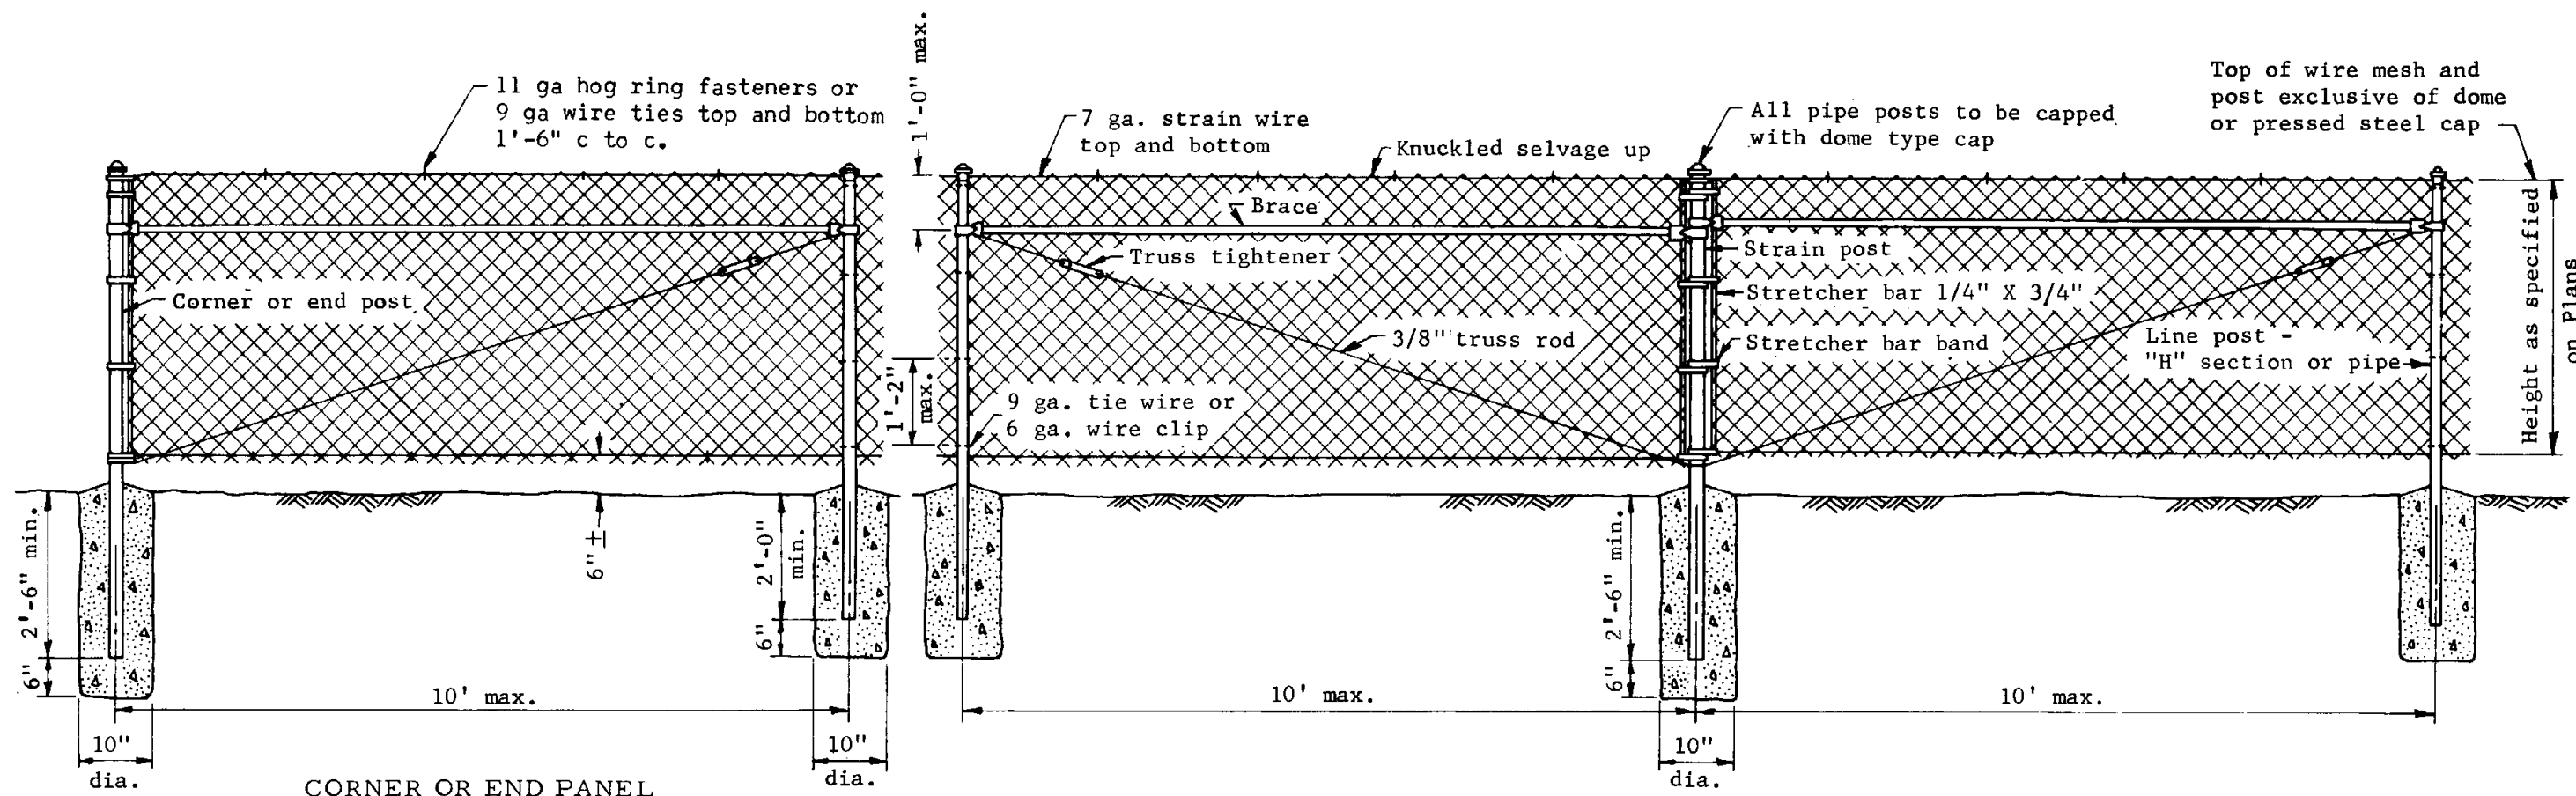 11 ga hog ring fasteners or
9 ga wire ties top and bottom
1'-6" c to c.
1'-0" max.
7 ga. strain wire
top and bottom
Knuckled selvage up
All pipe posts to be capped
with dome type cap
Top of wire mesh and
post exclusive of dome
or pressed steel cap
Brace
Truss tightener
Strain post
Corner or end post
Stretcher bar 1/4" X 3/4"
3/8" truss rod
Stretcher bar band
Line post -
"H" section or pipe
Height as specified
on Plans
1'-2"
max.
9 ga. tie wire or
6 ga. wire clip
2'-6" min.
6"
6" ±
2'-0"
min.
6"
2'-6" min.
6"
10' max.
10' max.
10' max.
10"
dia.
10"
dia.
10"
dia.
CORNER OR END PANEL